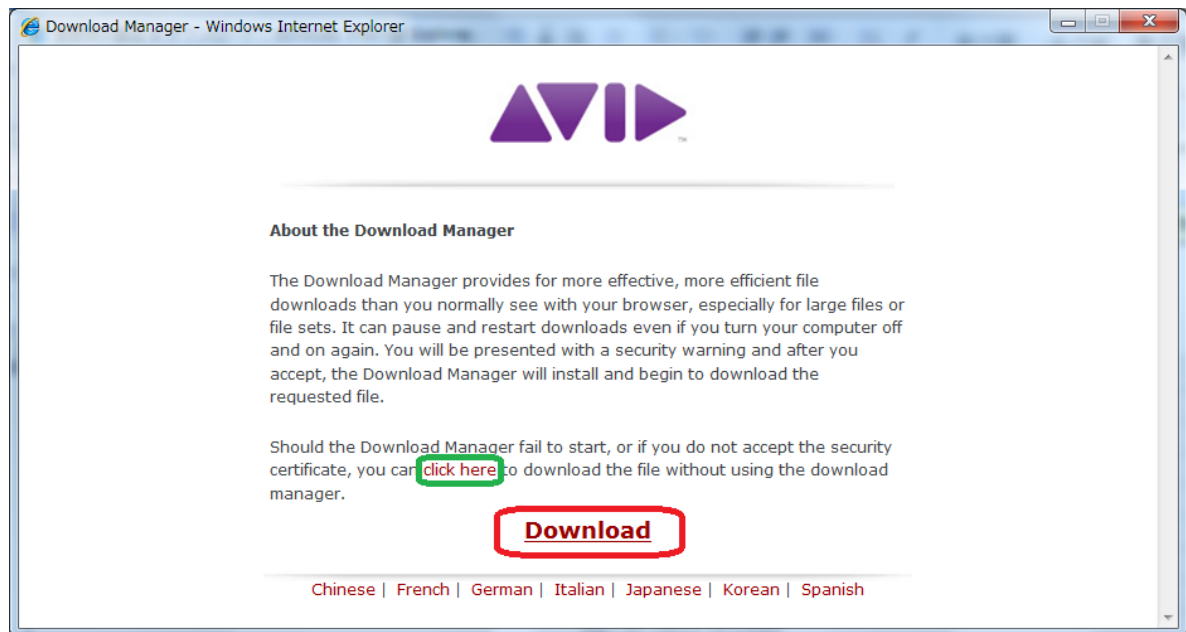 Download Manager - Windows Internet Explorer
AVID
TM
About the Download Manager
The Download Manager provides for more effective, more efficient file
downloads than you normally see with your browser, especially for large files or
file sets. It can pause and restart downloads even if you turn your computer off
and on again. You will be presented with a security warning and after you
accept, the Download Manager will install and begin to download the
requested file.
Should the Download Manager fail to start, or if you do not accept the security
certificate, you can click here to download the file without using the download
manager.
Download
Chinese | French | German | Italian | Japanese | Korean | Spanish